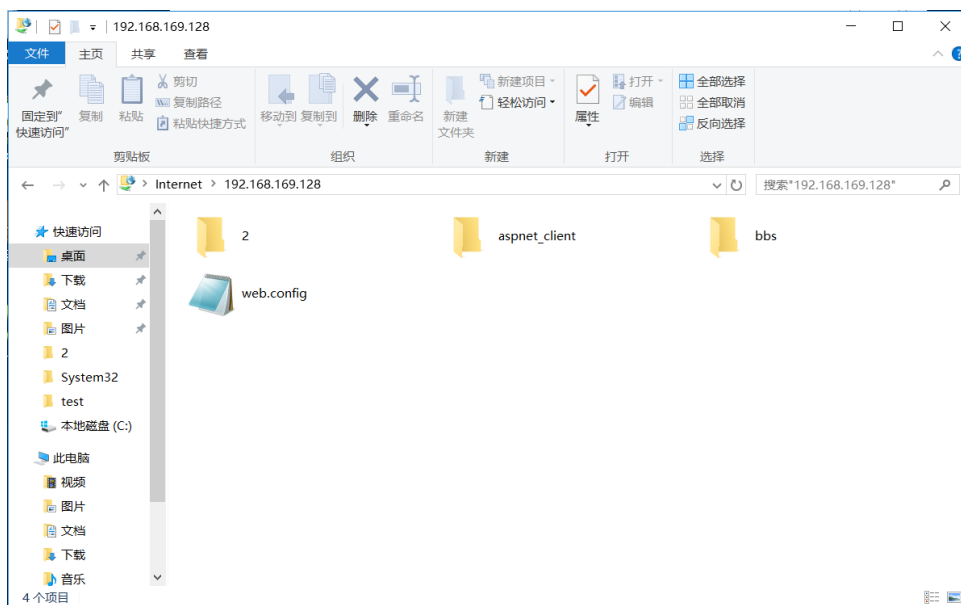 192.168.169.128
文件 主页 共享 查看
固定到"
快速访问"
复制
粘贴
剪切
复制路径
粘贴快捷方式
剪贴板
移动到 复制到 删除 重命名
组织
新建
文件夹
新建项目
轻松访问
新建
属性
打开
编辑
打开
全部选择
全部取消
反向选择
选择
Internet > 192.168.169.128
搜索"192.168.169.128"
快速访问
桌面
下载
文档
图片
2
System32
test
本地磁盘 (C:)
此电脑
视频
图片
文档
下载
音乐
2
aspnet_client
bbs
web.config
4 个项目